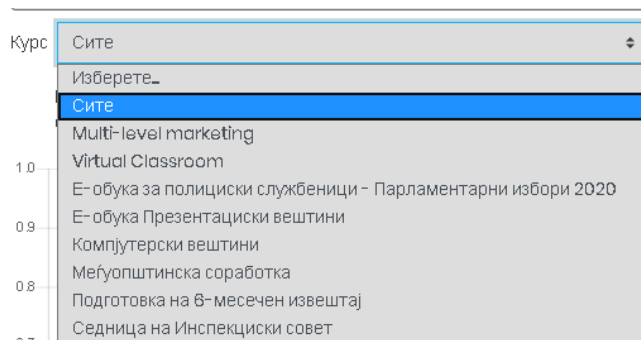 Курс Сите
Изберете...
Сите
Multi-level marketing
Virtual Classroom
Е-обука за полициски службеници - Парламентарни избори 2020
Е-обука Презентациски вештини
Компјутерски вештини
Меѓуопштинска соработка
Подготовка на 6-месечен извештај
Седница на Инспекциски совет
1.0
0.9
0.8